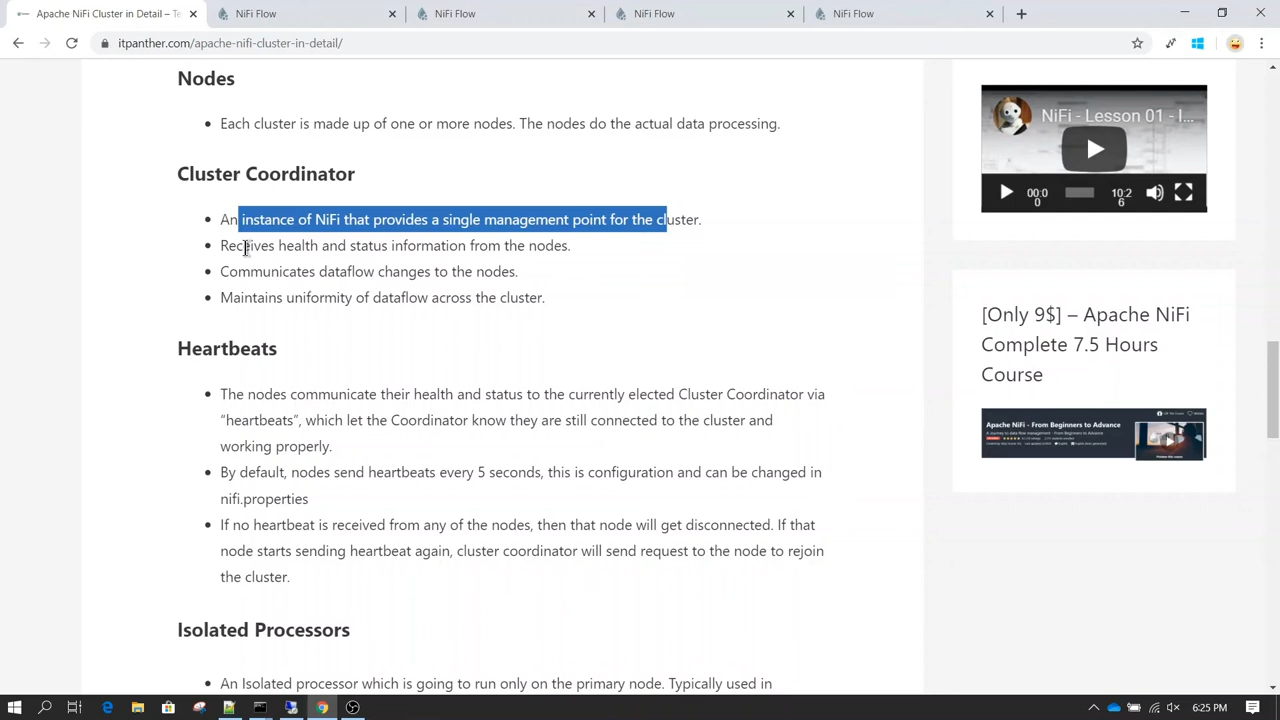 Apache NiFi Cluster in Detail – Te
NiFi Flow
NiFi Flow
NiFi Flow
NiFi Flow
itpanther.com/apache-nifi-cluster-in-detail/
Nodes
Each cluster is made up of one or more nodes. The nodes do the actual data processing.
Cluster Coordinator
An instance of NiFi that provides a single management point for the cluster.
Receives health and status information from the nodes.
Communicates dataflow changes to the nodes.
Maintains uniformity of dataflow across the cluster.
Heartbeats
The nodes communicate their health and status to the currently elected Cluster Coordinator via
“heartbeats”, which let the Coordinator know they are still connected to the cluster and
working properly.
By default, nodes send heartbeats every 5 seconds, this is configuration and can be changed in
nifi.properties
If no heartbeat is received from any of the nodes, then that node will get disconnected. If that
node starts sending heartbeat again, cluster coordinator will send request to the node to rejoin
the cluster.
Isolated Processors
An Isolated processor which is going to run only on the primary node. Typically used in
NiFi - Lesson 01 - I...
00:0
0
10:2
6
[Only 9$] – Apache NiFi
Complete 7.5 Hours
Course
Apache NiFi - From Beginners to Advance
6:25 PM